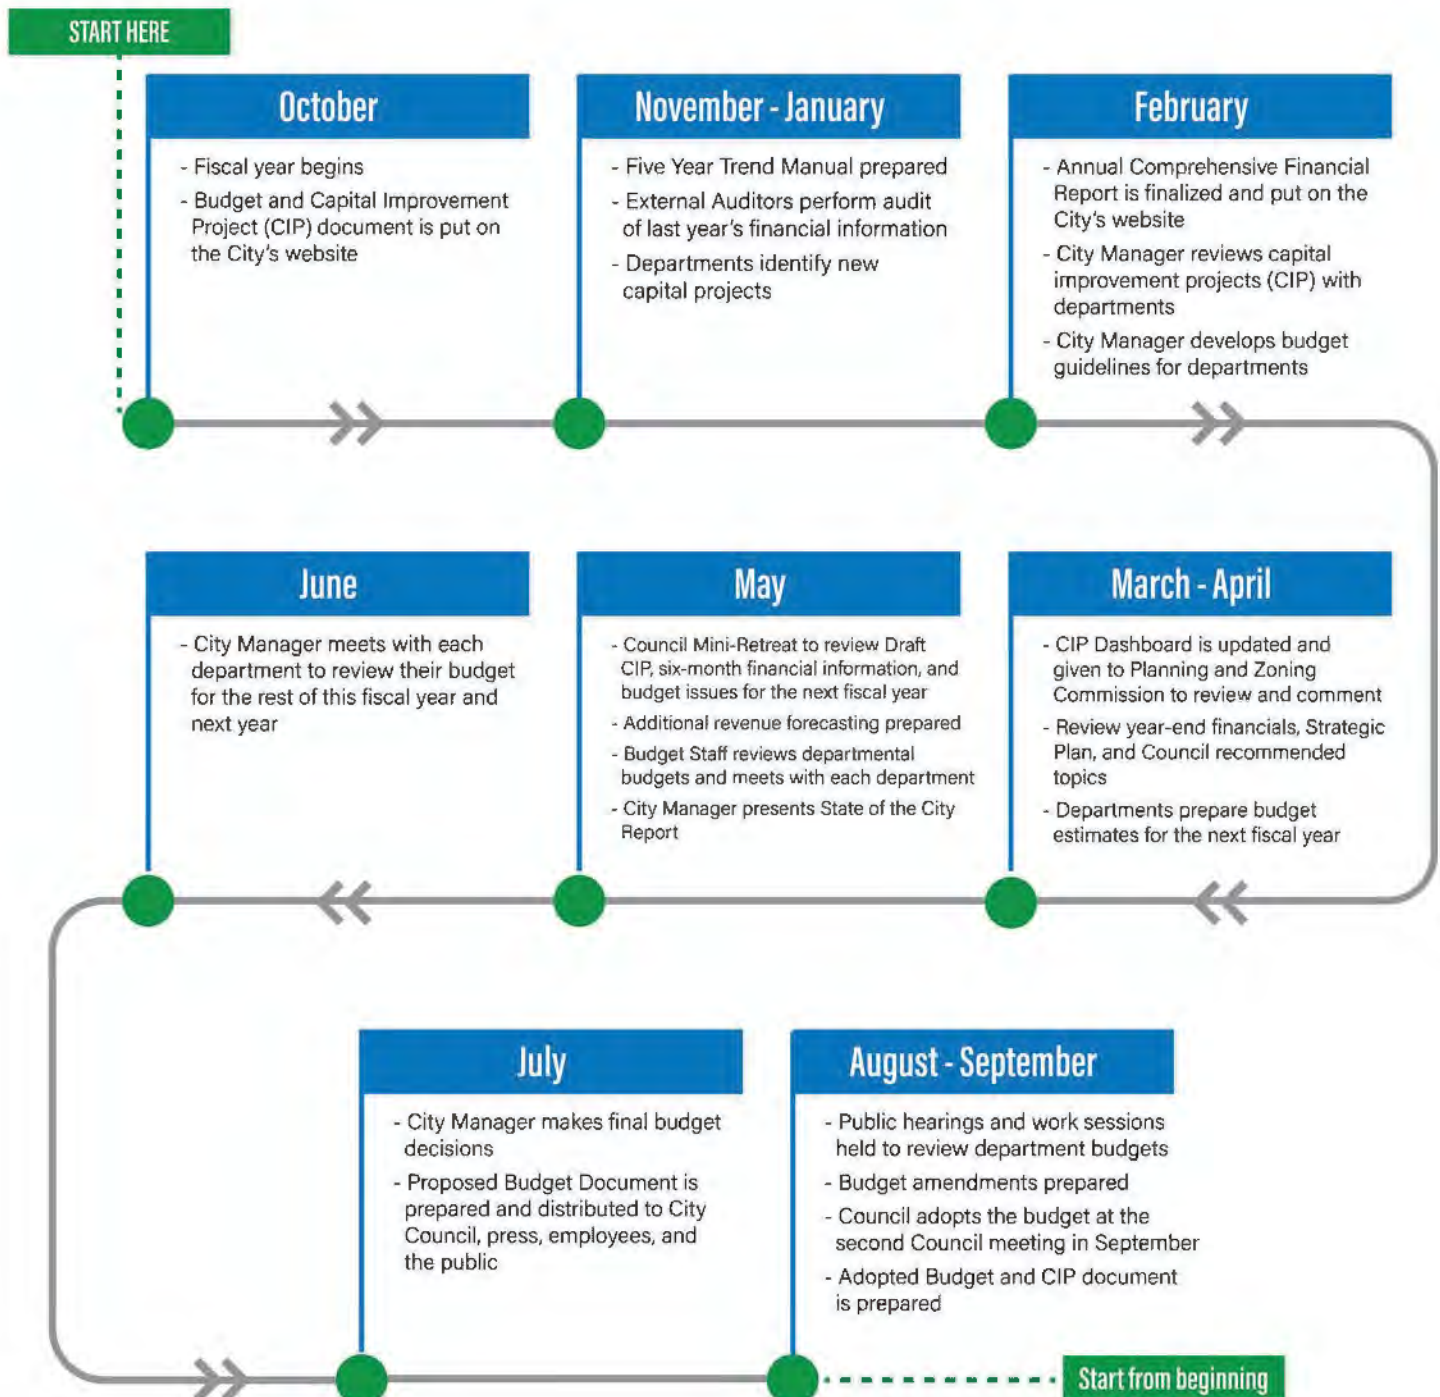 START HERE
October
- Fiscal year begins
- Budget and Capital Improvement
Project (CIP) document is put on
the City's website
November - January
- Five Year Trend Manual prepared
- External Auditors perform audit
of last year's financial information
- Departments identify new
capital projects
February
- Annual Comprehensive Financial
Report is finalized and put on the
City's website
- City Manager reviews capital
improvement projects (CIP) with
departments
- City Manager develops budget
guidelines for departments
March - April
- CIP Dashboard is updated and
given to Planning and Zoning
Commission to review and comment
- Review year-end financials, Strategic
Plan, and Council recommended
topics
- Departments prepare budget
estimates for the next fiscal year
May
- Council Mini-Retreat to review Draft
CIP, six-month financial information, and
budget issues for the next fiscal year
- Additional revenue forecasting prepared
- Budget Staff reviews departmental
budgets and meets with each department
- City Manager presents State of the City
Report
June
- City Manager meets with each
department to review their budget
for the rest of this fiscal year and
next year
July
- City Manager makes final budget
decisions
- Proposed Budget Document is
prepared and distributed to City
Council, press, employees, and
the public
August - September
- Public hearings and work sessions
held to review department budgets
- Budget amendments prepared
- Council adopts the budget at the
second Council meeting in September
- Adopted Budget and CIP document
is prepared
Start from beginning